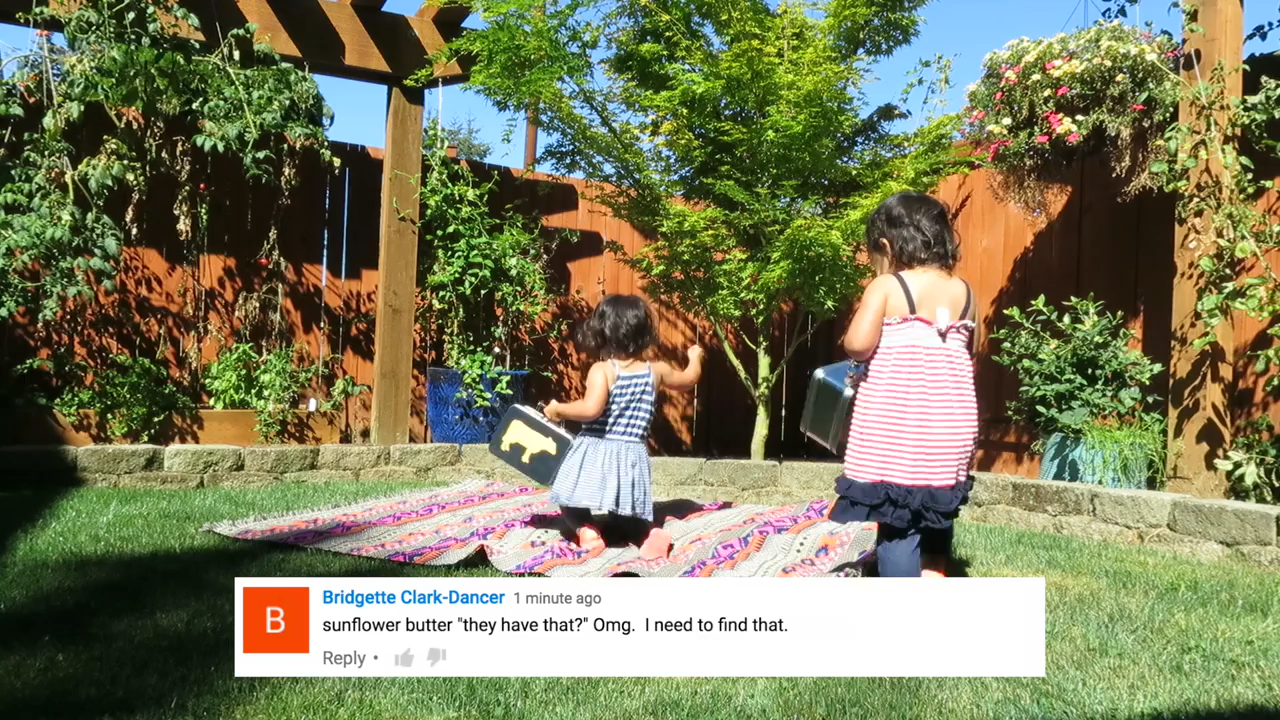 B
Bridgette Clark-Dancer 1 minute ago
sunflower butter "they have that?" Omg.  I need to find that.
Reply •